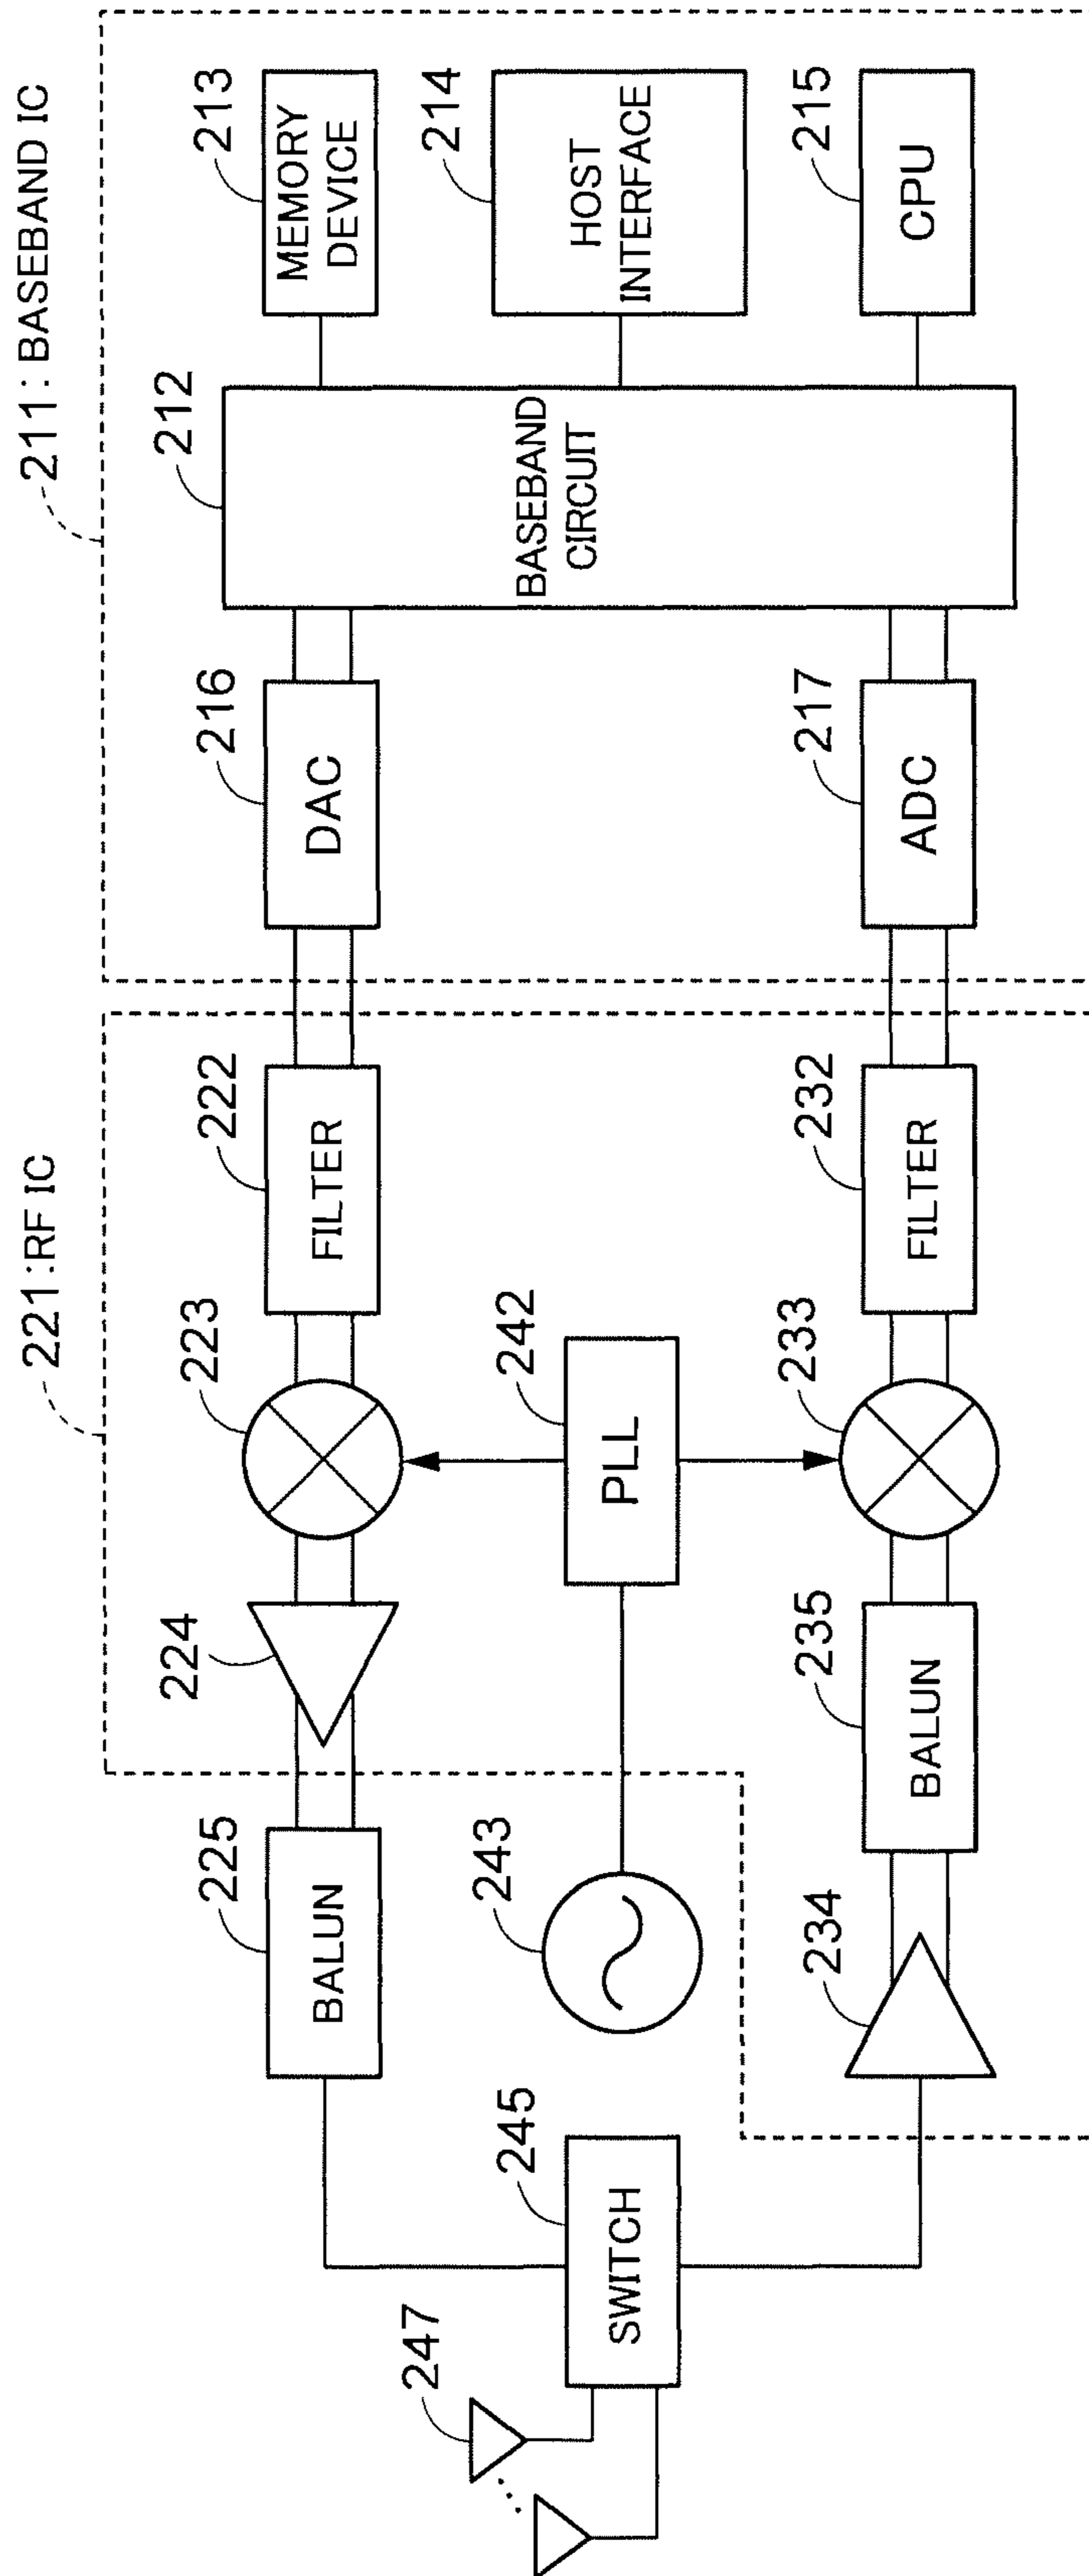 211: BASEBAND IC
221:RF IC
213
MEMORY
DEVICE
214
HOST
INTERFACE
215
CPU
212
BASEBAND
CIRCUIT
216
DAC
217
ADC
222
FILTER
232
FILTER
223
242
PLL
233
224
235
BALUN
225
BALUN
243
234
245
SWITCH
247